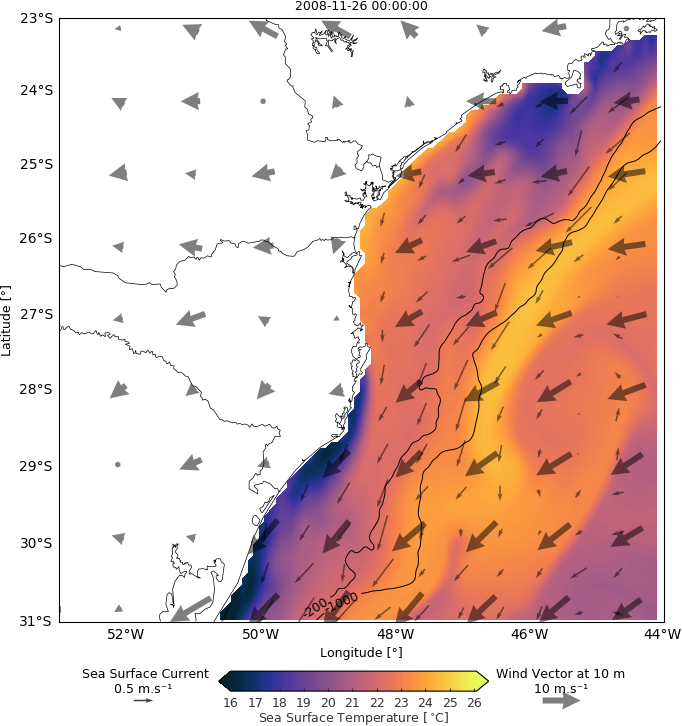 2008-11-26 00:00:00
23°S
24°S
25°S
26°S
27°S
28°S
29°S
30°S
31°S
Latitude [°]
-200
-1000
52°W
50°W
48°W
46°W
44°W
Longitude [°]
Sea Surface Current
0.5 m.s⁻¹
16 17 18 19 20 21 22 23 24 25 26
Sea Surface Temperature [°C]
Wind Vector at 10 m
10 m.s⁻¹